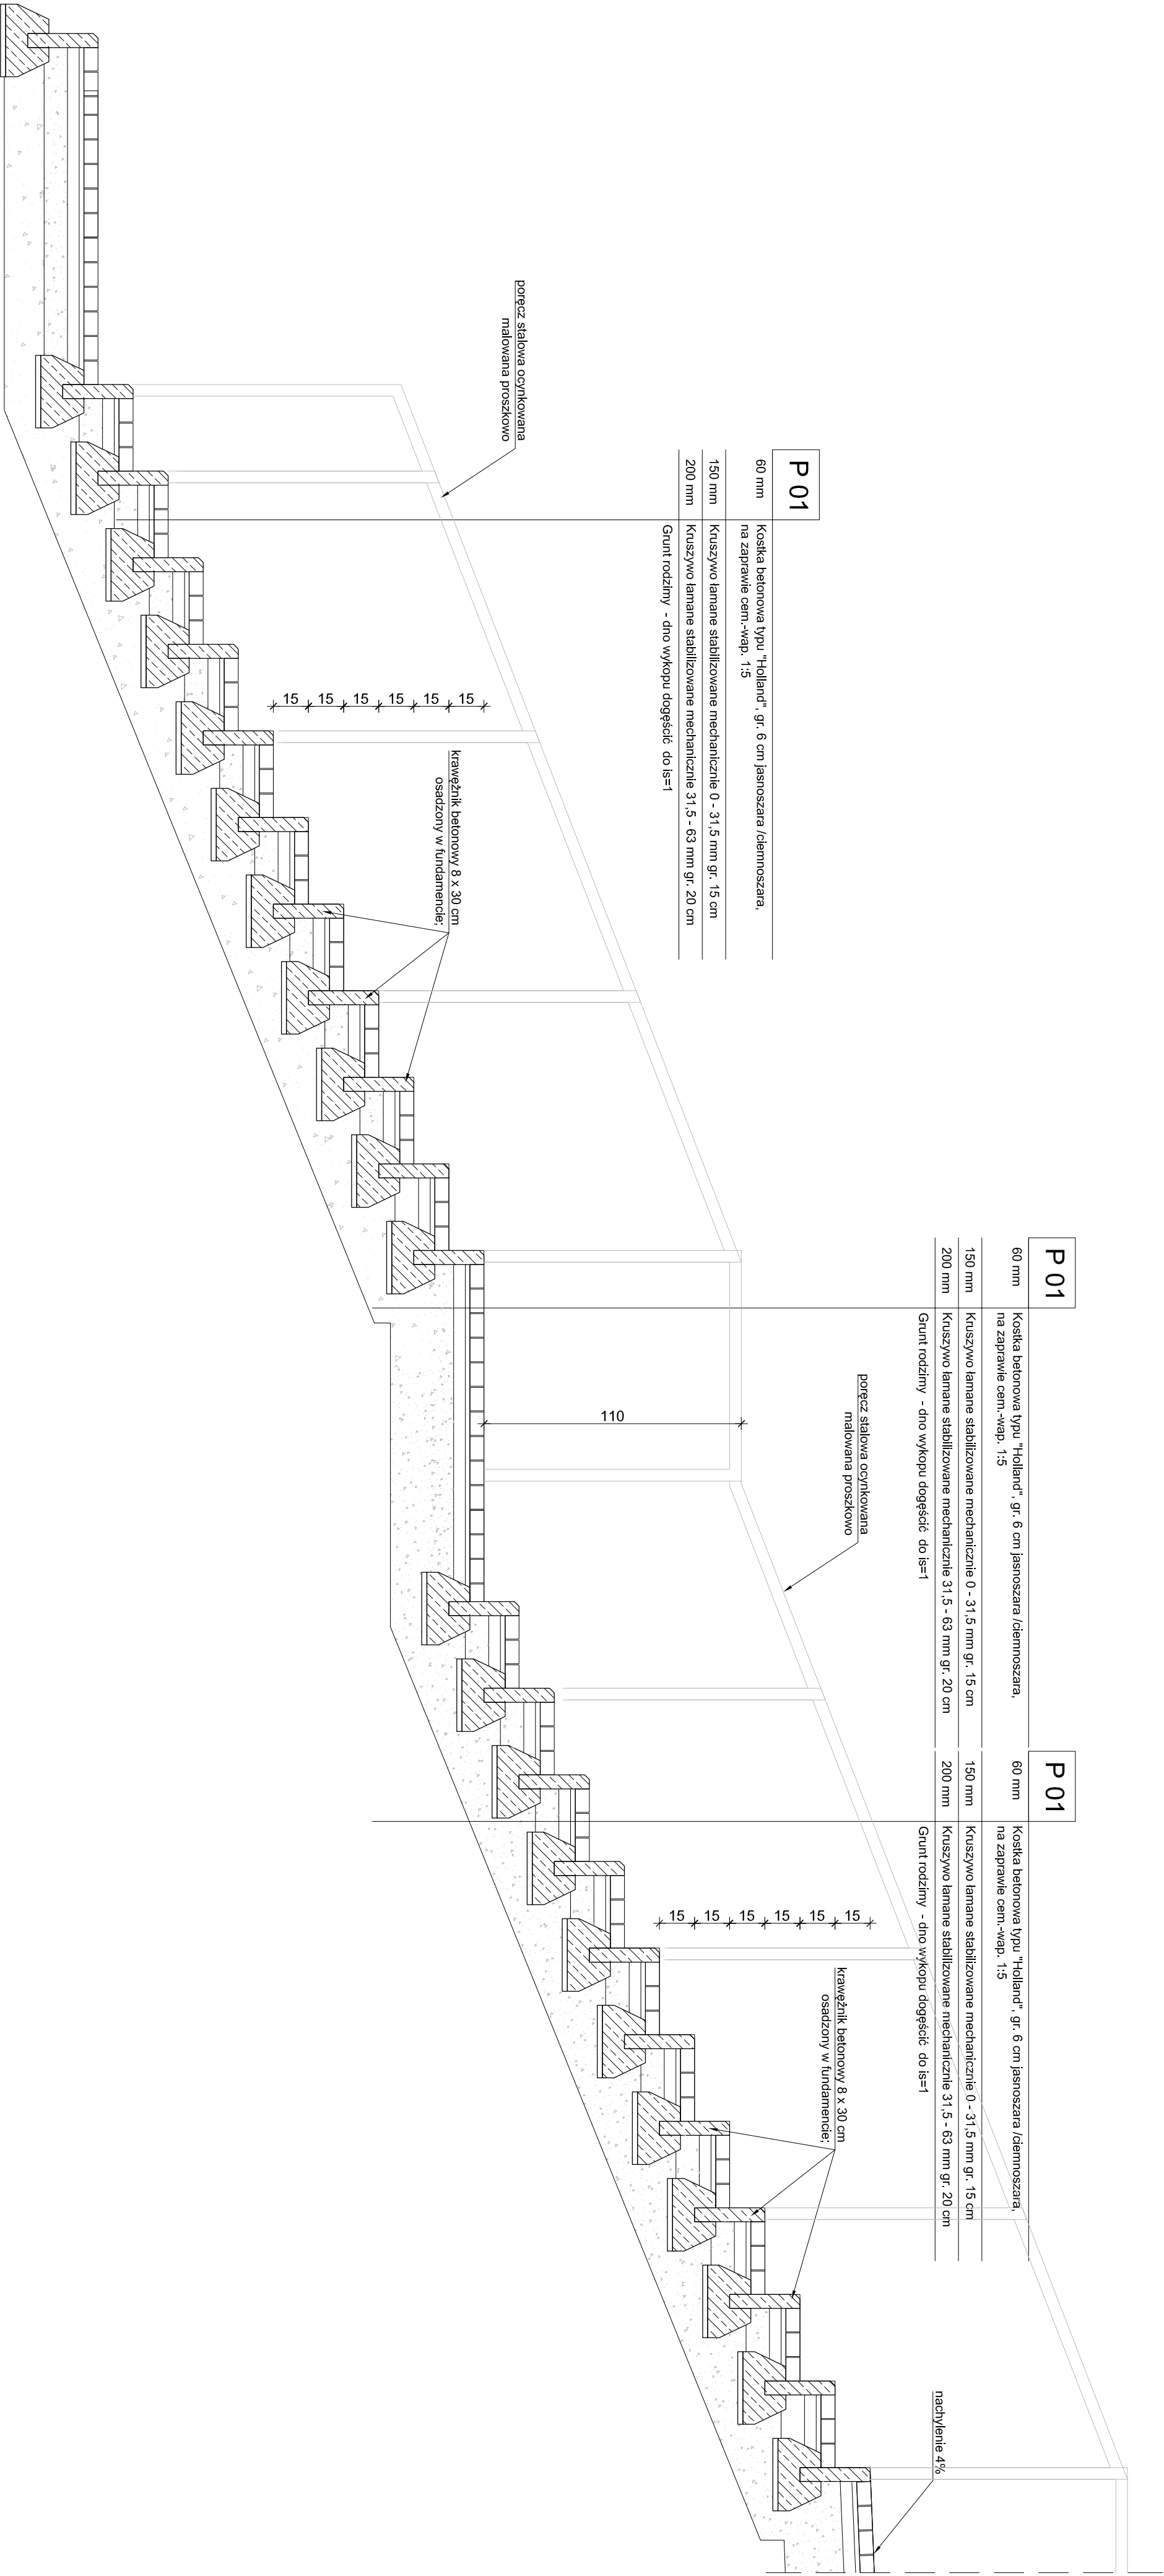 P 01
60 mm
Kostka betonowa typu "Holland", gr. 6 cm jasnoszara /ciemnoszara,
na zaprawie cem.-wap. 1:5
150 mm
Kruszywo łamane stabilizowane mechanicznie 0 - 31,5 mm gr. 15 cm
200 mm
Kruszywo łamane stabilizowane mechanicznie 31,5 - 63 mm gr. 20 cm
Grunt rodzimy - dno wykopu dogęścić do is=1
P 01
60 mm
Kostka betonowa typu "Holland", gr. 6 cm jasnoszara /ciemnoszara,
na zaprawie cem.-wap. 1:5
150 mm
Kruszywo łamane stabilizowane mechanicznie 0 - 31,5 mm gr. 15 cm
200 mm
Kruszywo łamane stabilizowane mechanicznie 31,5 - 63 mm gr. 20 cm
Grunt rodzimy - dno wykopu dogęścić do is=1
P 01
60 mm
Kostka betonowa typu "Holland", gr. 6 cm jasnoszara /ciemnoszara,
na zaprawie cem.-wap. 1:5
150 mm
Kruszywo łamane stabilizowane mechanicznie 0 - 31,5 mm gr. 15 cm
200 mm
Kruszywo łamane stabilizowane mechanicznie 31,5 - 63 mm gr. 20 cm
Grunt rodzimy - dno wykopu dogęścić do is=1
poręcz stalowa ocynkowana
malowana proszkowo
15
15
15
15
15
15
krawężnik betonowy 8 x 30 cm
osadzony w fundamencie;
110
poręcz stalowa ocynkowana
malowana proszkowo
15
15
15
15
15
15
krawężnik betonowy 8 x 30 cm
osadzony w fundamencie;
nachylenie 4%